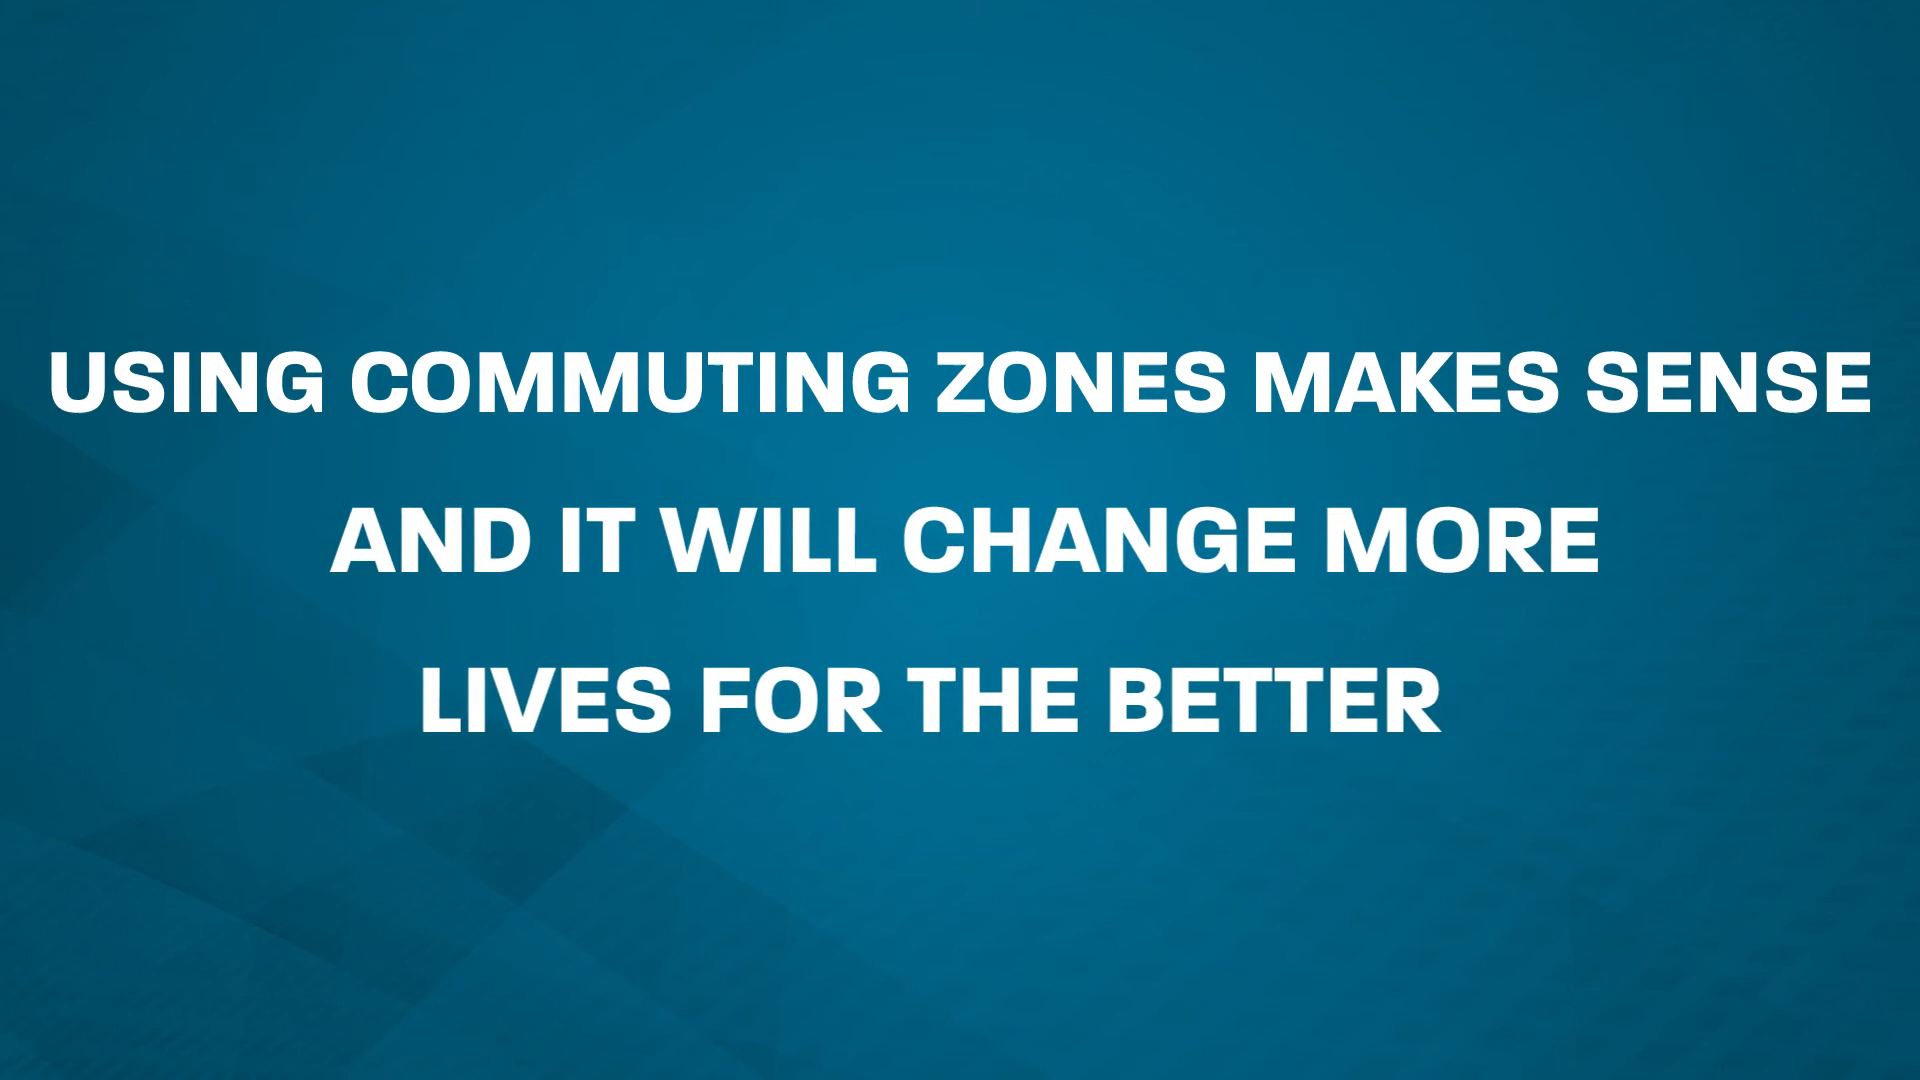 USING COMMUTING ZONES MAKES SENSE
AND IT WILL CHANGE MORE
LIVES FOR THE BETTER